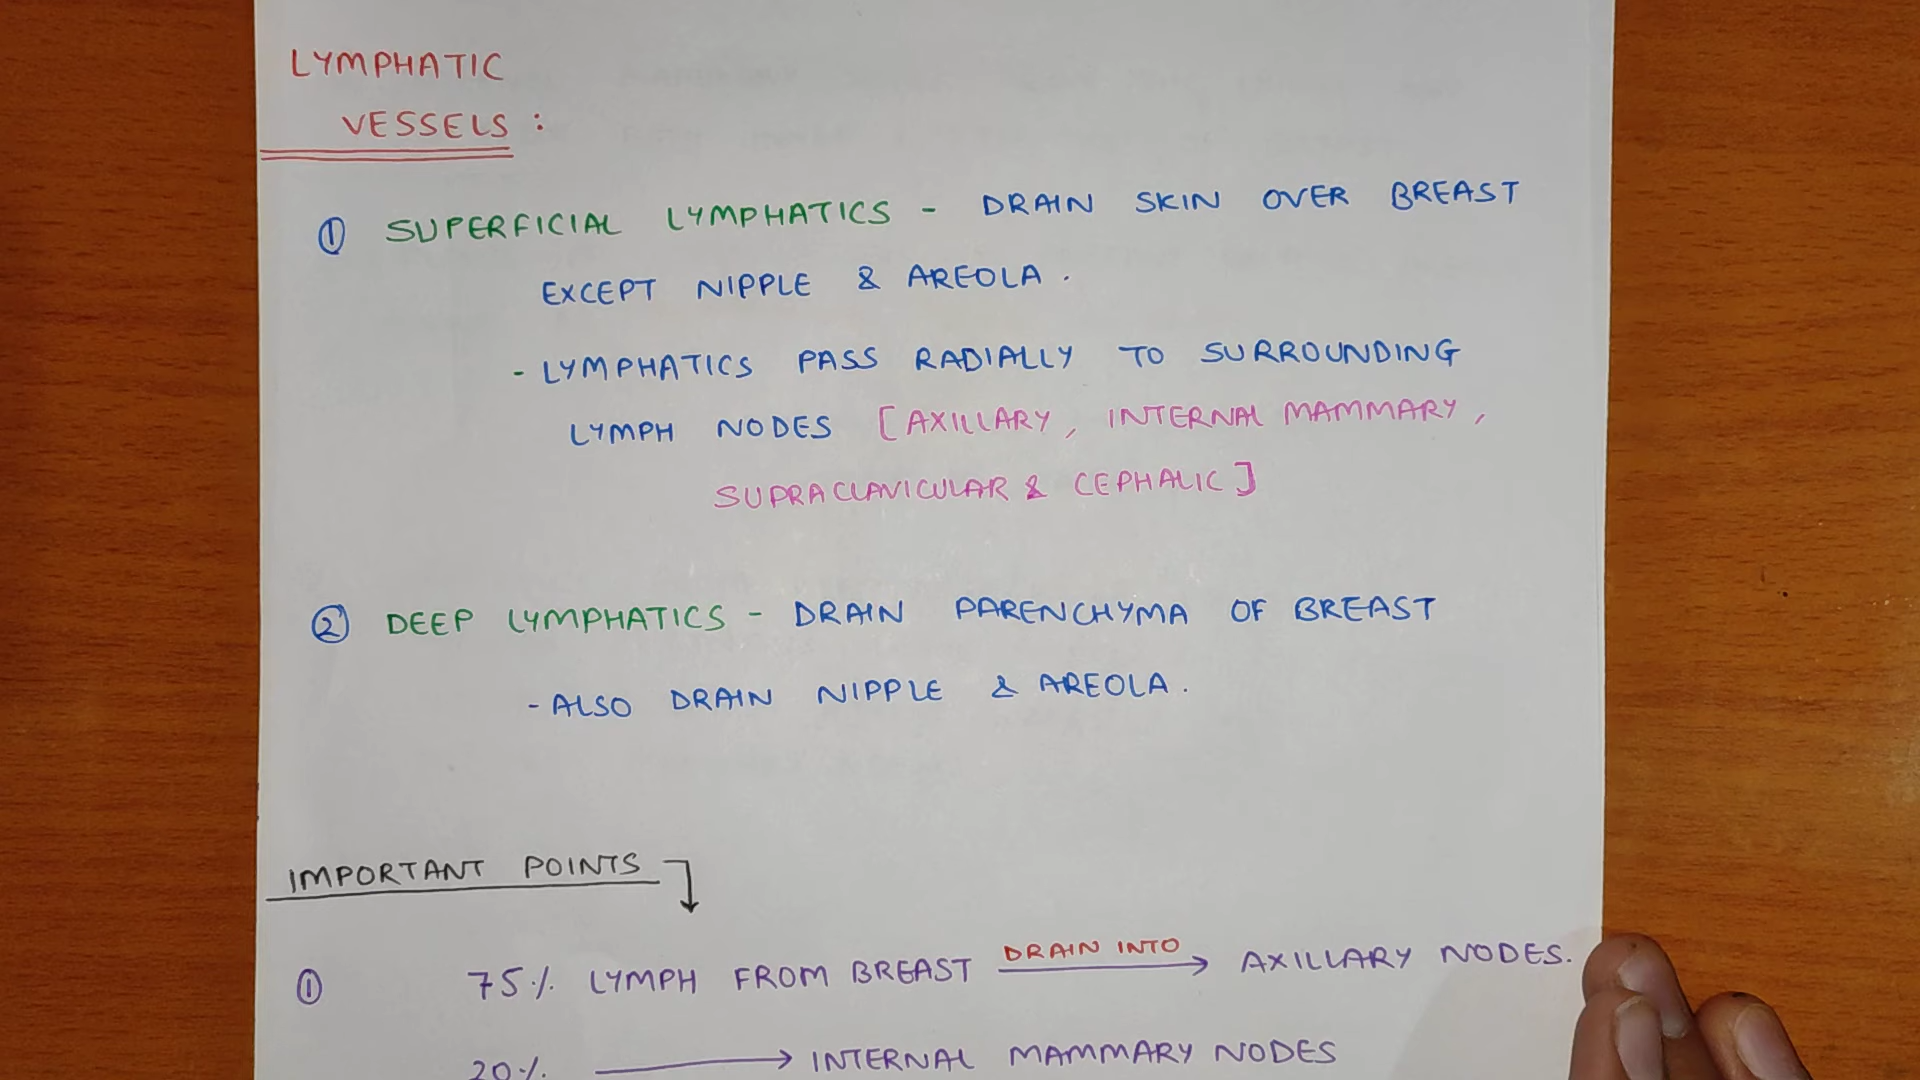 LYMPHATIC
VESSELS :
① SUPERFICIAL LYMPHATICS - DRAIN SKIN OVER BREAST
EXCEPT NIPPLE & AREOLA .
- LYMPHATICS PASS RADIALLY TO SURROUNDING
LYMPH NODES [AXILLARY, INTERNAL MAMMARY,
SUPRACLAVICULAR & CEPHALIC]
② DEEP LYMPHATICS - DRAIN PARENCHYMA OF BREAST
- ALSO DRAIN NIPPLE & AREOLA .
IMPORTANT POINTS
① 75% LYMPH FROM BREAST DRAIN INTO → AXILLARY NODES.
20% → INTERNAL MAMMARY NODES